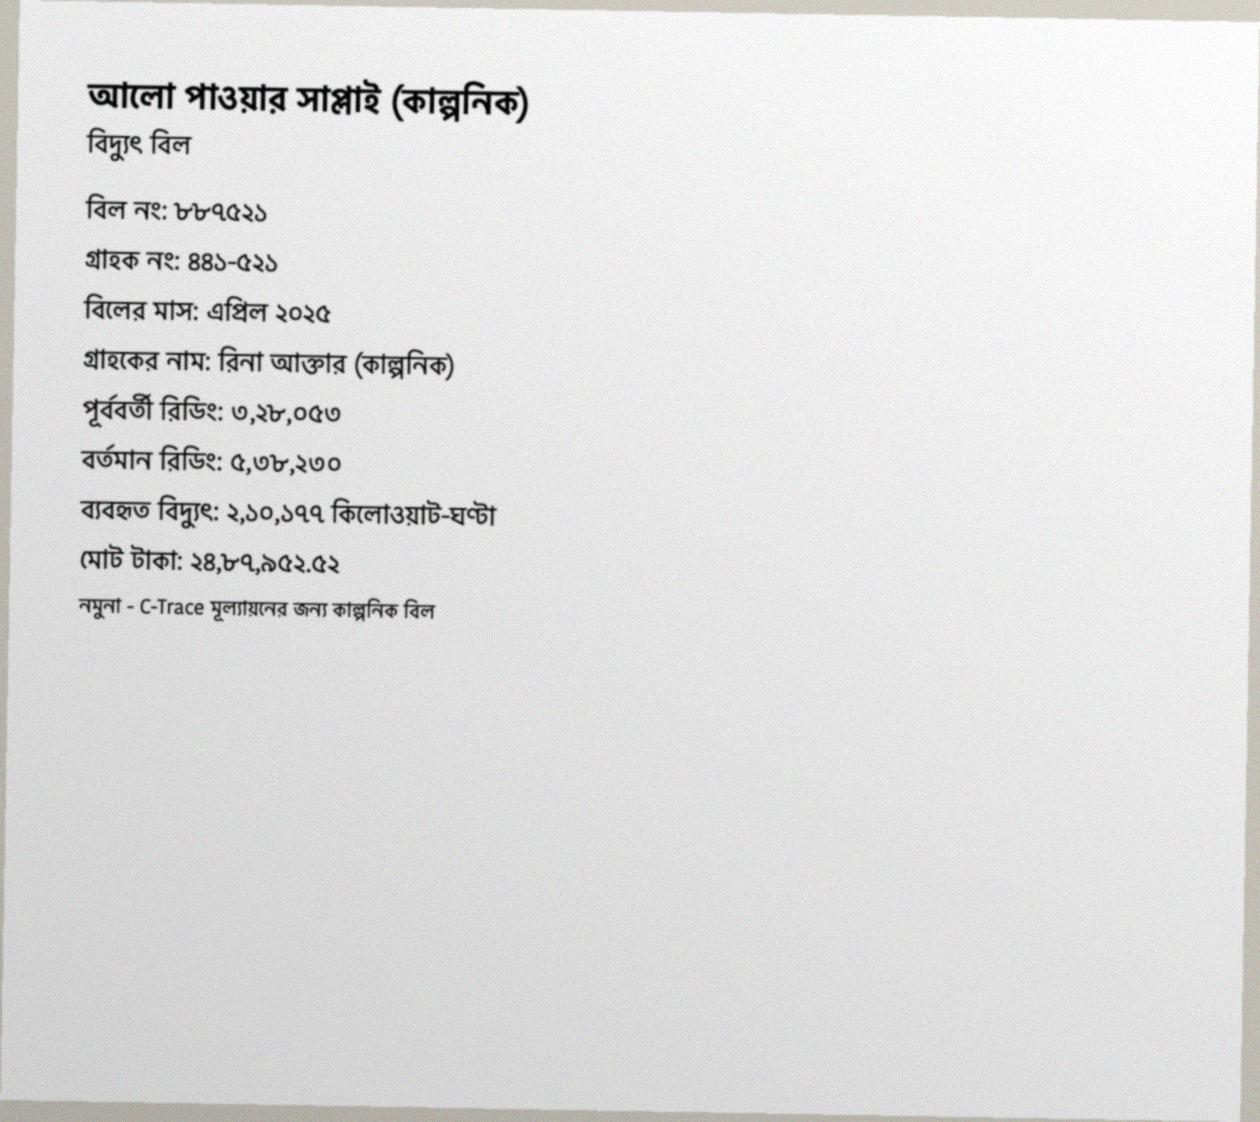 আলো পাওয়ার সাপ্লাই (কাল্পনিক)
বিদ্যুৎ বিল
বিল নং: ৮৮৭৫২১
গ্রাহক নং: ৪৪১-৫২১
বিলের মাস: এপ্রিল ২০২৫
গ্রাহকের নাম: রিনা আক্তার (কাল্পনিক)
পূর্ববর্তী রিডিং: ৩,২৮,০৫৩
বর্তমান রিডিং: ৫,৩৮,২৩০
ব্যবহৃত বিদ্যুৎ: ২,১০,১৭৭ কিলোওয়াট-ঘণ্টা
মোট টাকা: ২৪,৮৭,৯৫২.৫২
নমুনা - C-Trace মূল্যায়নের জন্য কাল্পনিক বিল